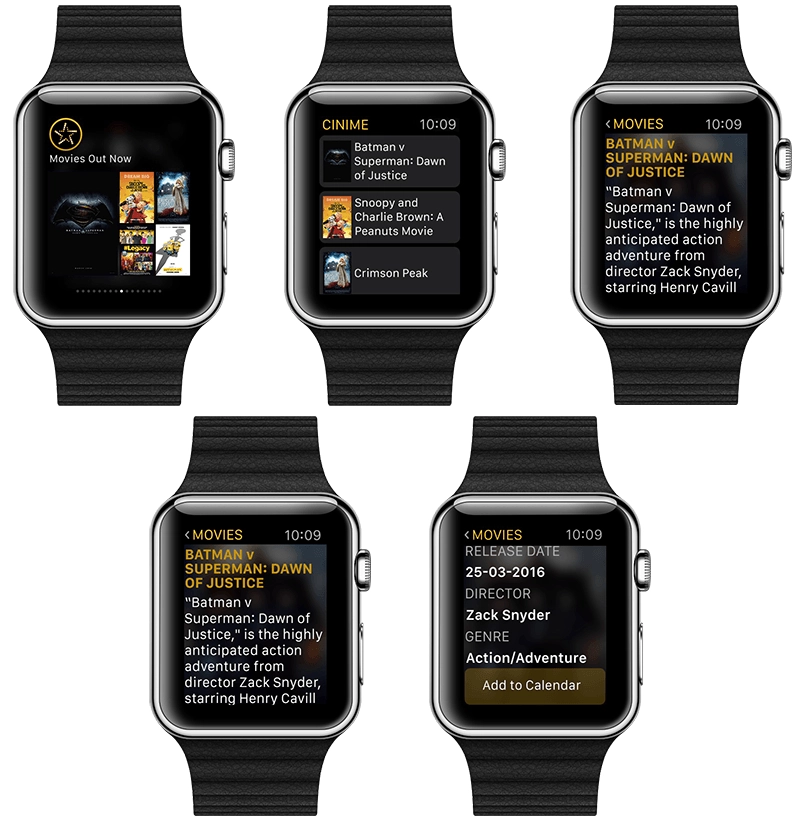 Movies Out Now
#Legacy
CINIME 10:09
Batman v
Superman: Dawn
of Justice
Snoopy and
Charlie Brown: A
Peanuts Movie
Crimson Peak
‹ MOVIES 10:09
BATMAN v
SUPERMAN: DAWN
OF JUSTICE
"Batman v
Superman: Dawn of
Justice," is the highly
anticipated action
adventure from
director Zack Snyder,
starring Henry Cavill
‹ MOVIES 10:09
BATMAN v
SUPERMAN: DAWN
OF JUSTICE
"Batman v
Superman: Dawn of
Justice," is the highly
anticipated action
adventure from
director Zack Snyder,
starring Henry Cavill
‹ MOVIES 10:09
RELEASE DATE
25-03-2016
DIRECTOR
Zack Snyder
GENRE
Action/Adventure
Add to Calendar